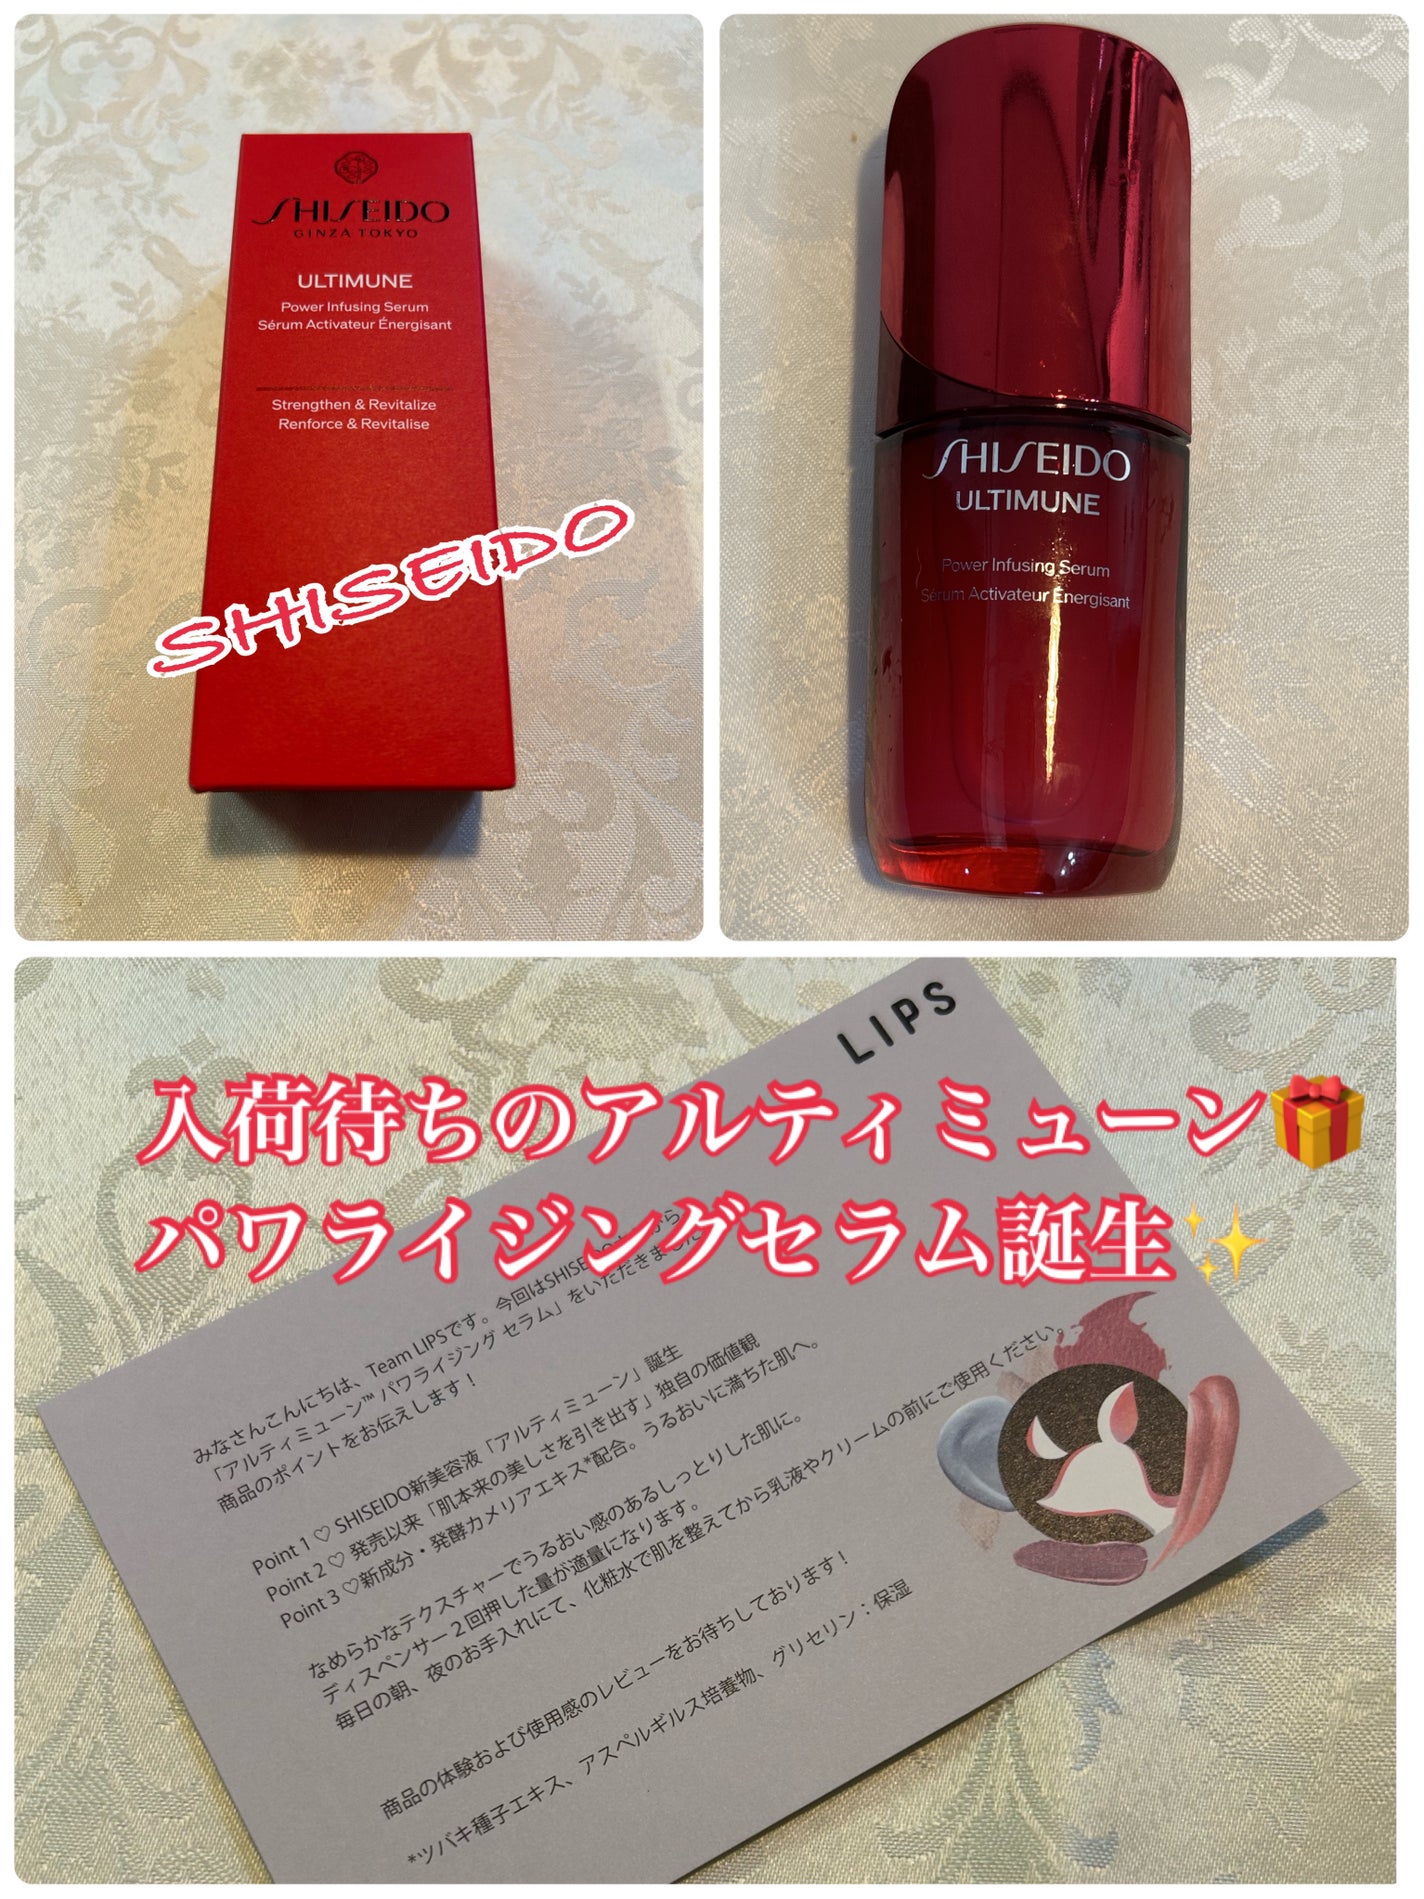 SHISEIDO
GINZA TOKYO
ULTIMUNE
Power Infusing Serum
Sérum Activateur Énergisant
Strengthen & Revitalize
Renforce & Revitalise
SHISEIDO
SHISEIDO
ULTIMUNE
Power Infusing Serum
Sérum Activateur Énergisant
LIPS
入荷待ちのアルティミューン🎁
パワライジングセラム誕生✨
みなさんこんにちは、Team LIPSです。今回はSHISEIDO
「アルティミューン™ パワライジング セラム」をいただきました
商品のポイントをお伝えします！
Point 1 ♡ SHISEIDO新美容液「アルティミューン」誕生
Point 2 ♡ 発売以来「肌本来の美しさを引き出す」独自の価値観
Point 3 ♡新成分・発酵カメリアエキス*配合。うるおいに満ちた肌へ。
なめらかなテクスチャーでうるおい感のあるしっとりした肌に。
ディスペンサー２回押した量が適量になります。
毎日の朝、夜のお手入れにて、化粧水で肌を整えてから乳液やクリームの前にご使用ください。
商品の体験および使用感のレビューをお待ちしております！
*ツバキ種子エキス、アスペルギルス培養物、グリセリン：保湿